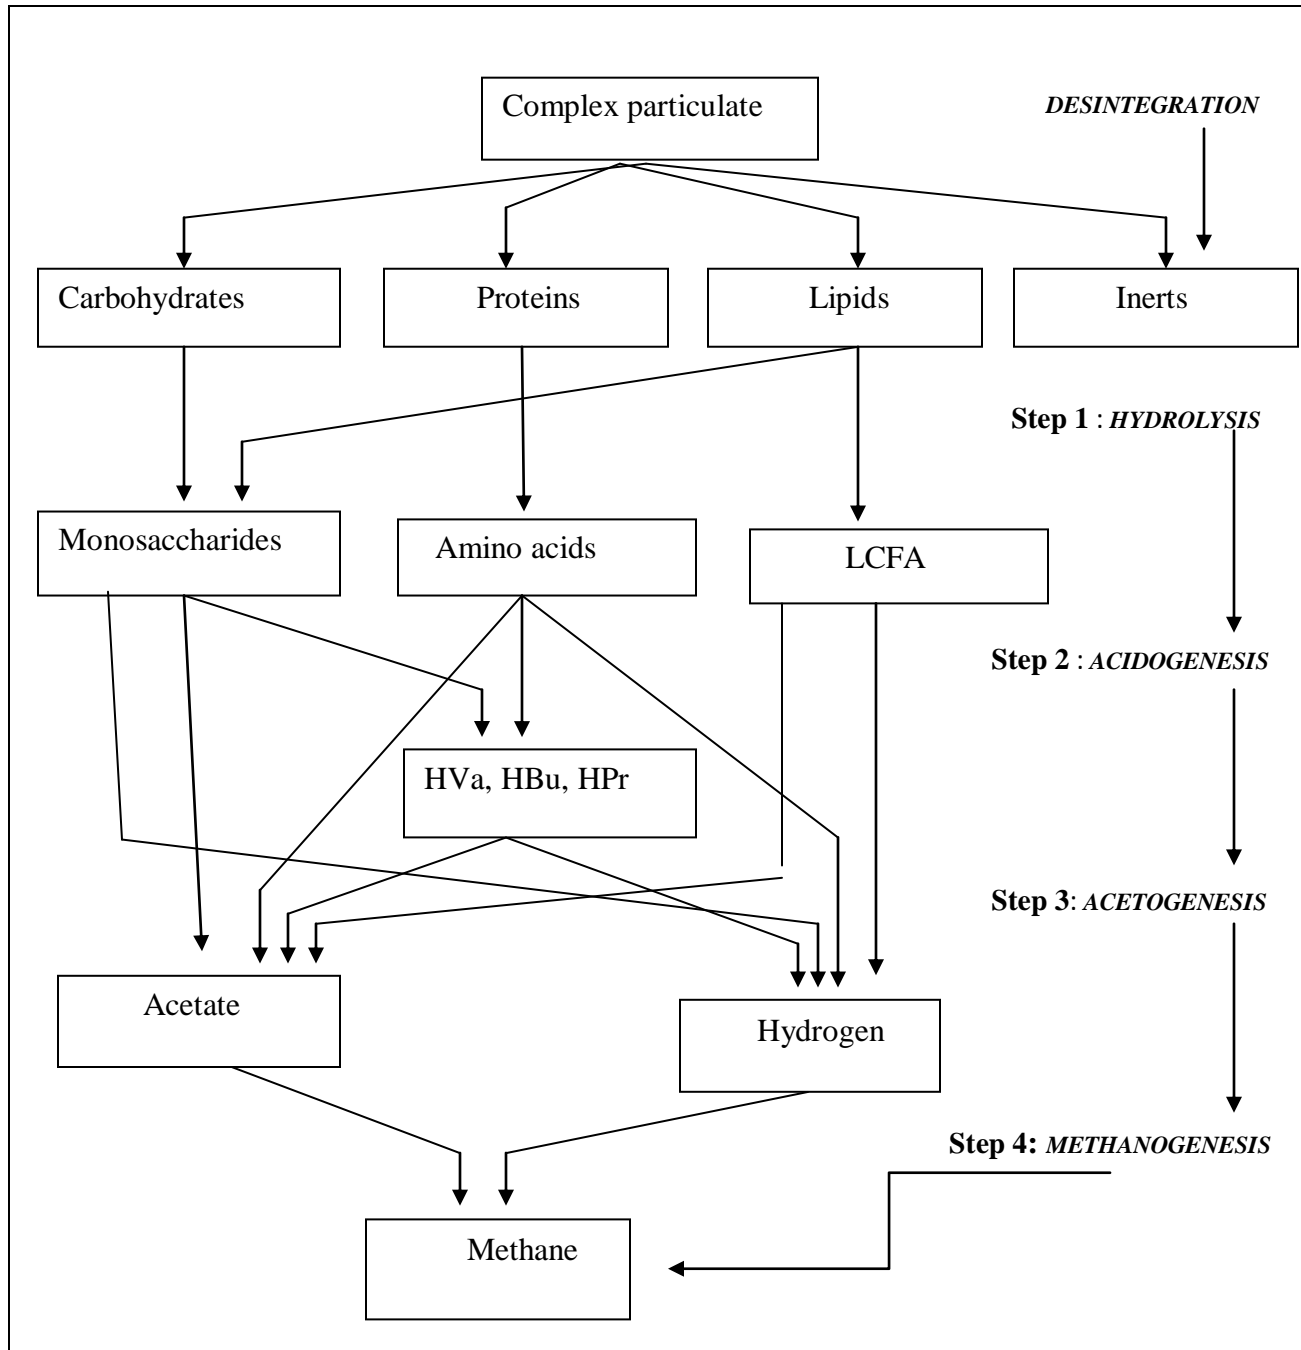 Complex particulate
DESINTEGRATION
Carbohydrates
Proteins
Lipids
Inerts
Step 1 : HYDROLYSIS
Monosaccharides
Amino acids
LCFA
Step 2 : ACIDOGENESIS
HVa, HBu, HPr
Step 3: ACETOGENESIS
Acetate
Hydrogen
Step 4: METHANOGENESIS
Methane